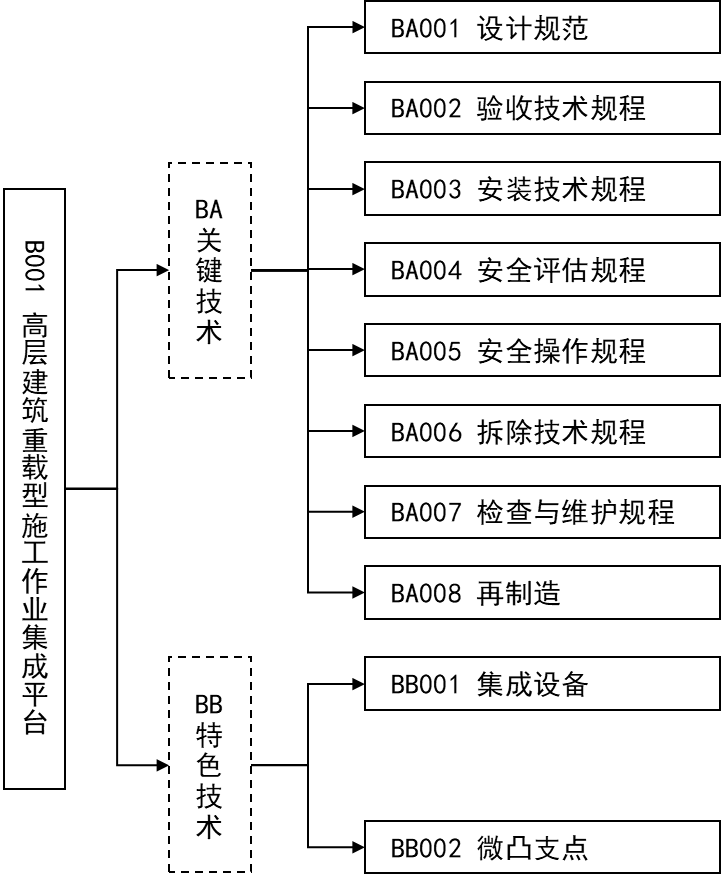 B001 高层建筑重载型施工作业集成平台
BA
关
键
技
术
BA001 设计规范
BA002 验收技术规程
BA003 安装技术规程
BA004 安全评估规程
BA005 安全操作规程
BA006 拆除技术规程
BA007 检查与维护规程
BA008 再制造
BB
特
色
技
术
BB001 集成设备
BB002 微凸支点